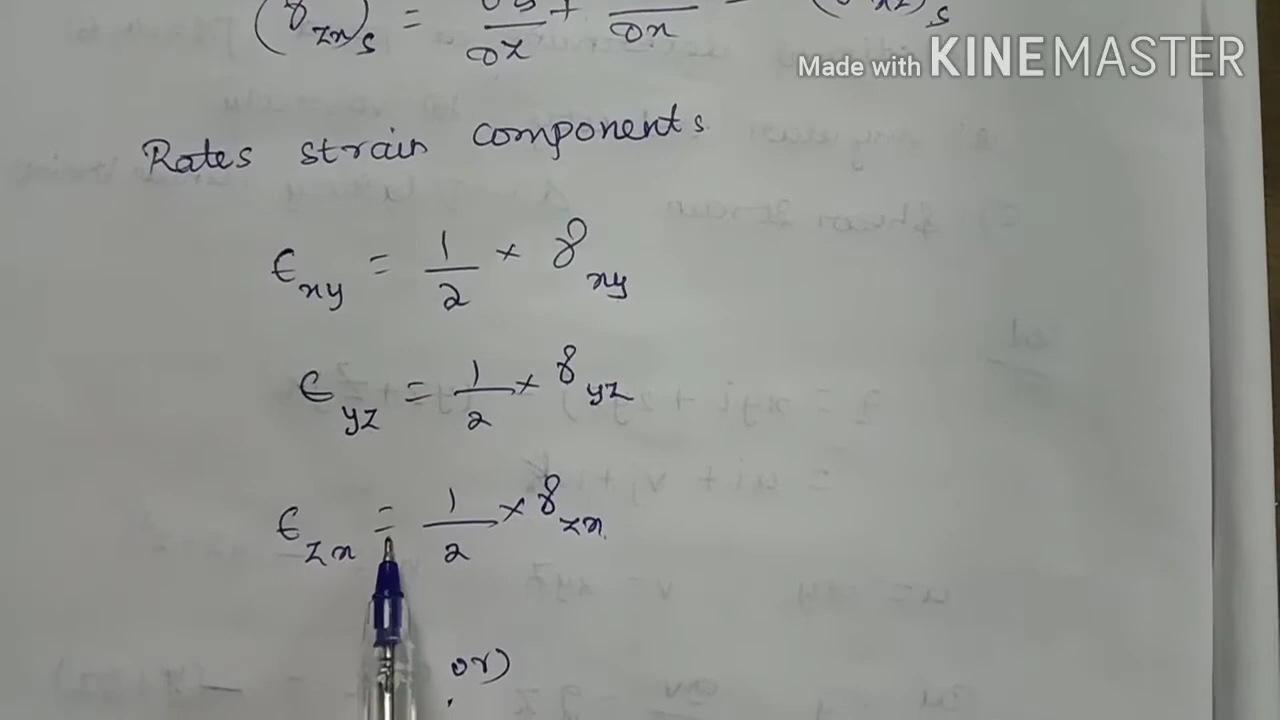 (γzx)s = +
∂z ∂x
Made with KINEMASTER
Rates strain components
ϵxy = 1/2 × γxy
ϵyz = 1/2 × γyz
ϵzx = 1/2 × γzx
or)